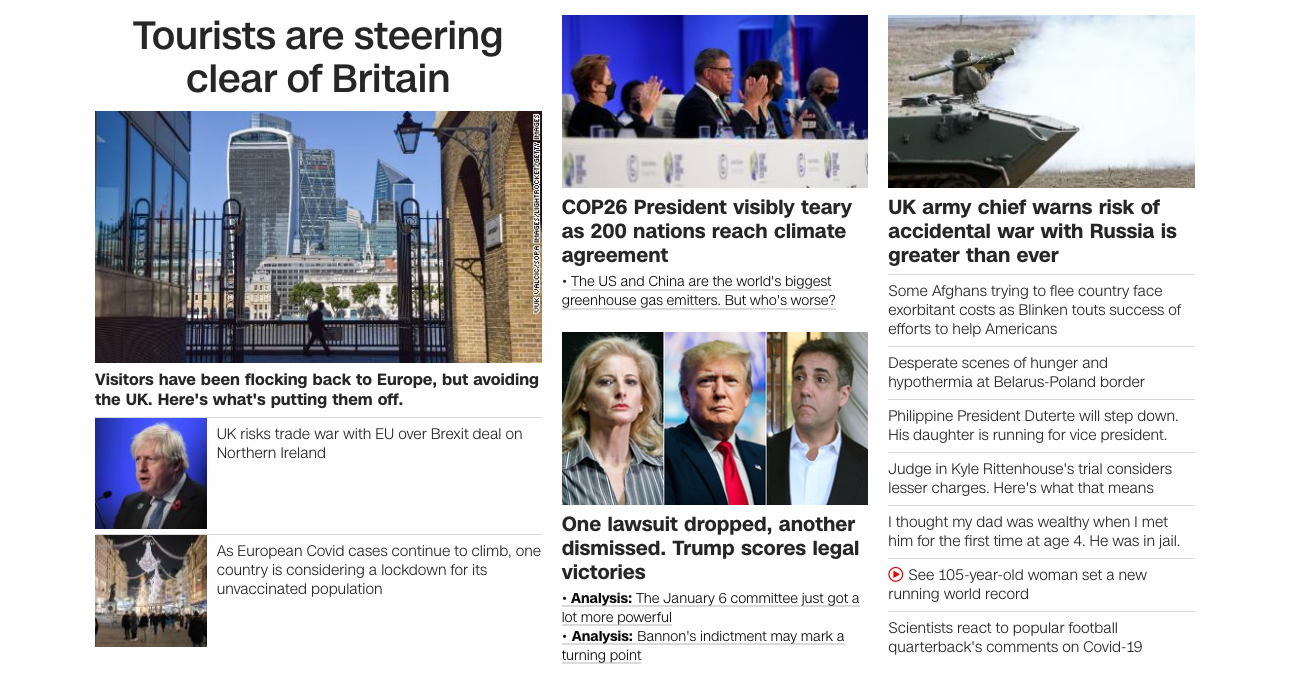 Tourists are steering
clear of Britain
VUK VALCIC/SOPA IMAGES/LIGHTROCKET/GETTY IMAGES
Visitors have been flocking back to Europe, but avoiding
the UK. Here's what's putting them off.
UK risks trade war with EU over Brexit deal on
Northern Ireland
As European Covid cases continue to climb, one
country is considering a lockdown for its
unvaccinated population
COP26 President visibly teary
as 200 nations reach climate
agreement
• The US and China are the world's biggest
greenhouse gas emitters. But who's worse?
One lawsuit dropped, another
dismissed. Trump scores legal
victories
• Analysis: The January 6 committee just got a
lot more powerful
• Analysis: Bannon's indictment may mark a
turning point
UK army chief warns risk of
accidental war with Russia is
greater than ever
Some Afghans trying to flee country face
exorbitant costs as Blinken touts success of
efforts to help Americans
Desperate scenes of hunger and
hypothermia at Belarus-Poland border
Philippine President Duterte will step down.
His daughter is running for vice president.
Judge in Kyle Rittenhouse's trial considers
lesser charges. Here's what that means
I thought my dad was wealthy when I met
him for the first time at age 4. He was in jail.
See 105-year-old woman set a new
running world record
Scientists react to popular football
quarterback's comments on Covid-19